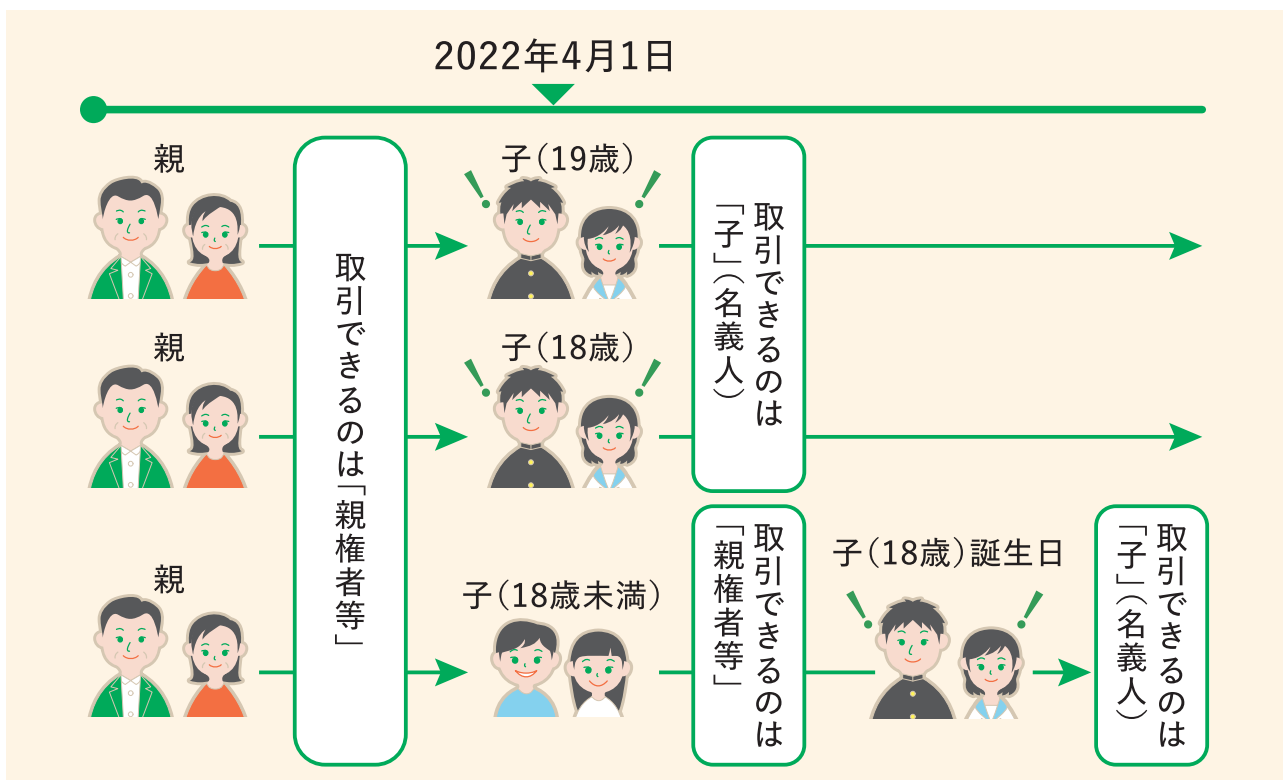 2022年4月1日
親
取引できるのは「親権者等」
子(19歳)
取引できるのは
「子」(名義人)
親
子(18歳)
親
子(18歳未満)
取引できるのは
「親権者等」
子(18歳)誕生日
取引できるのは
「子」(名義人)